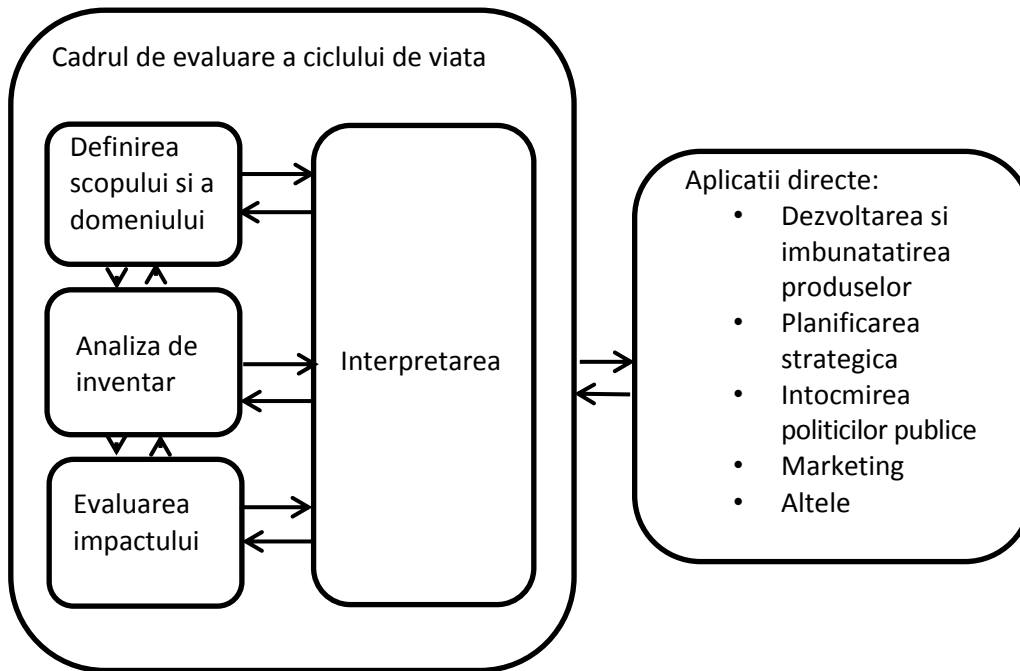 Cadrul de evaluare a ciclului de viata
Definirea
scopului si a
domeniului
Analiza de
inventar
Evaluarea
impactului
Interpretarea
Aplicatii directe:
• Dezvoltarea si
imbunatatirea
produselor
• Planificarea
strategica
• Intocmirea
politicilor publice
• Marketing
• Altele